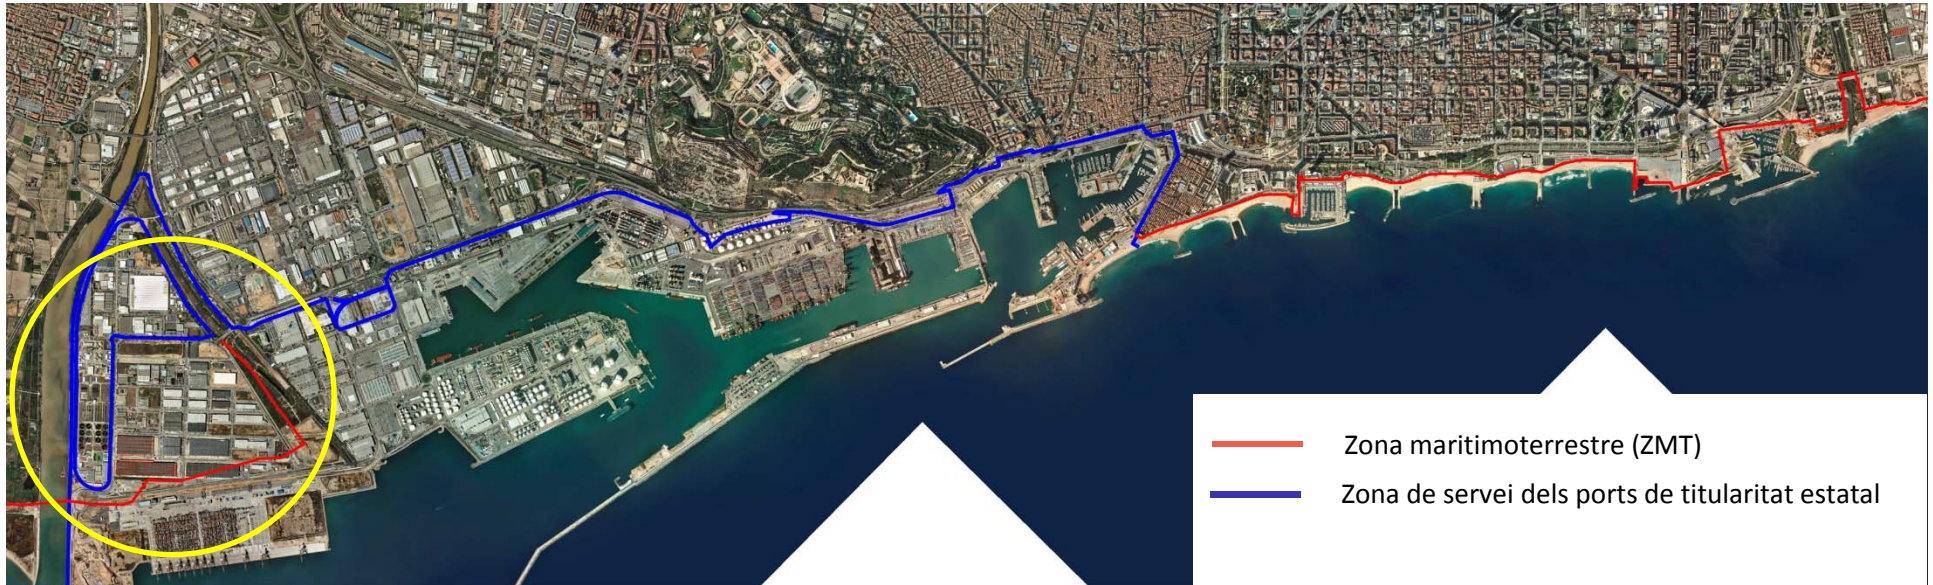 Zona maritimoterrestre (ZMT)
Zona de servei dels ports de titularitat estatal